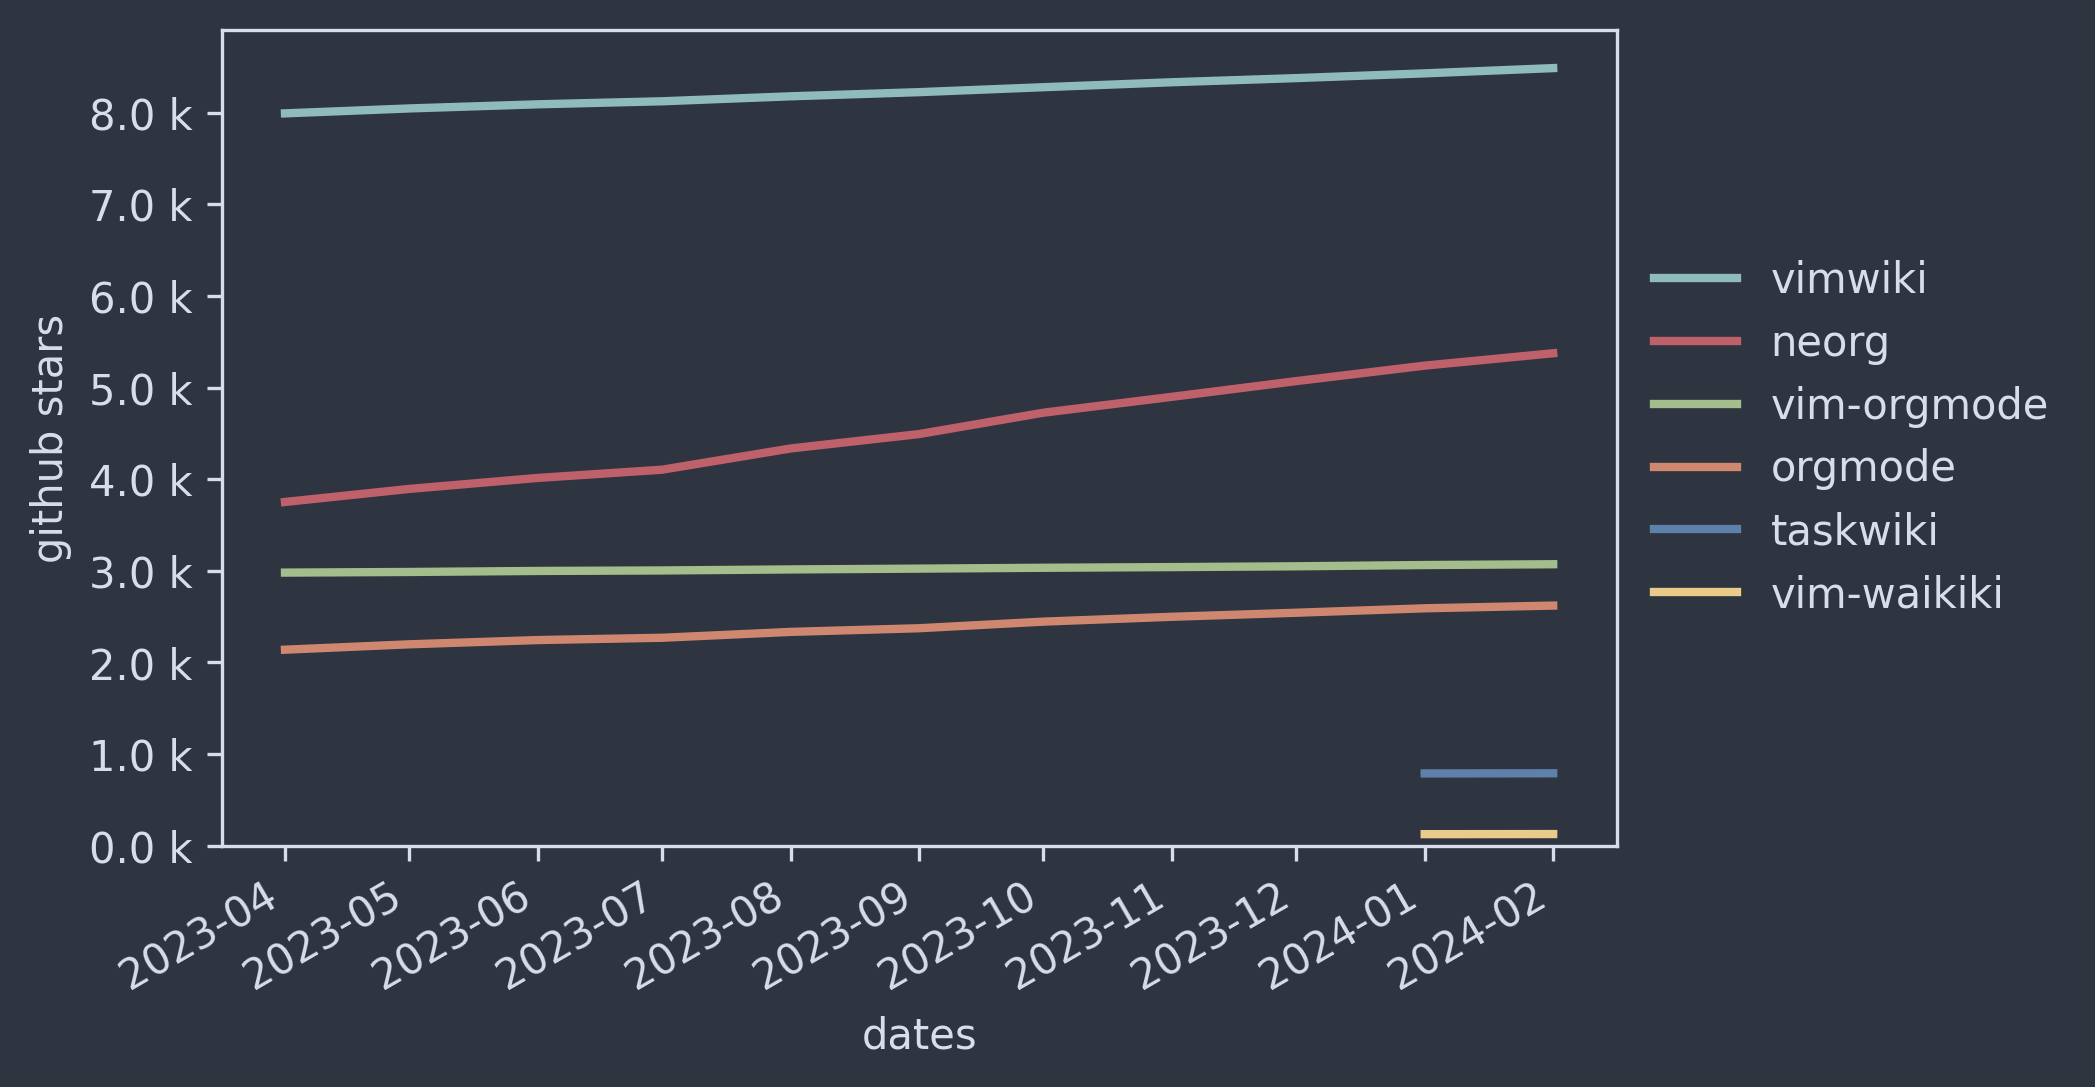 8.0 k
7.0 k
6.0 k
5.0 k
4.0 k
3.0 k
2.0 k
1.0 k
0.0 k
github stars
2023-04
2023-05
2023-06
2023-07
2023-08
2023-09
2023-10
2023-11
2023-12
2024-01
2024-02
dates
vimwiki
neorg
vim-orgmode
orgmode
taskwiki
vim-waikiki